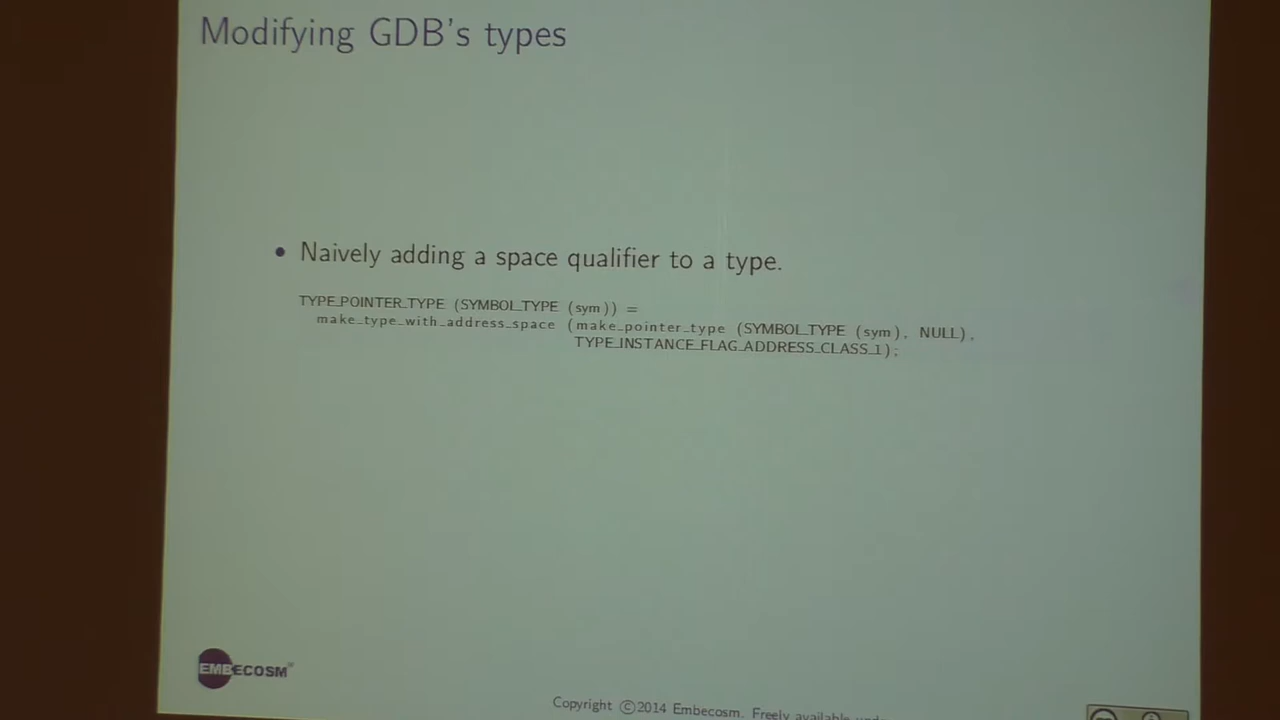 Modifying GDB's types
• Naively adding a space qualifier to a type.
TYPE_POINTER_TYPE (SYMBOL_TYPE (sym)) =
make_type_with_address_space (make_pointer_type (SYMBOL_TYPE (sym), NULL),
TYPE_INSTANCE_FLAG_ADDRESS_CLASS_1);
EMBECOSM®
Copyright ©2014 Embecosm. Freely available